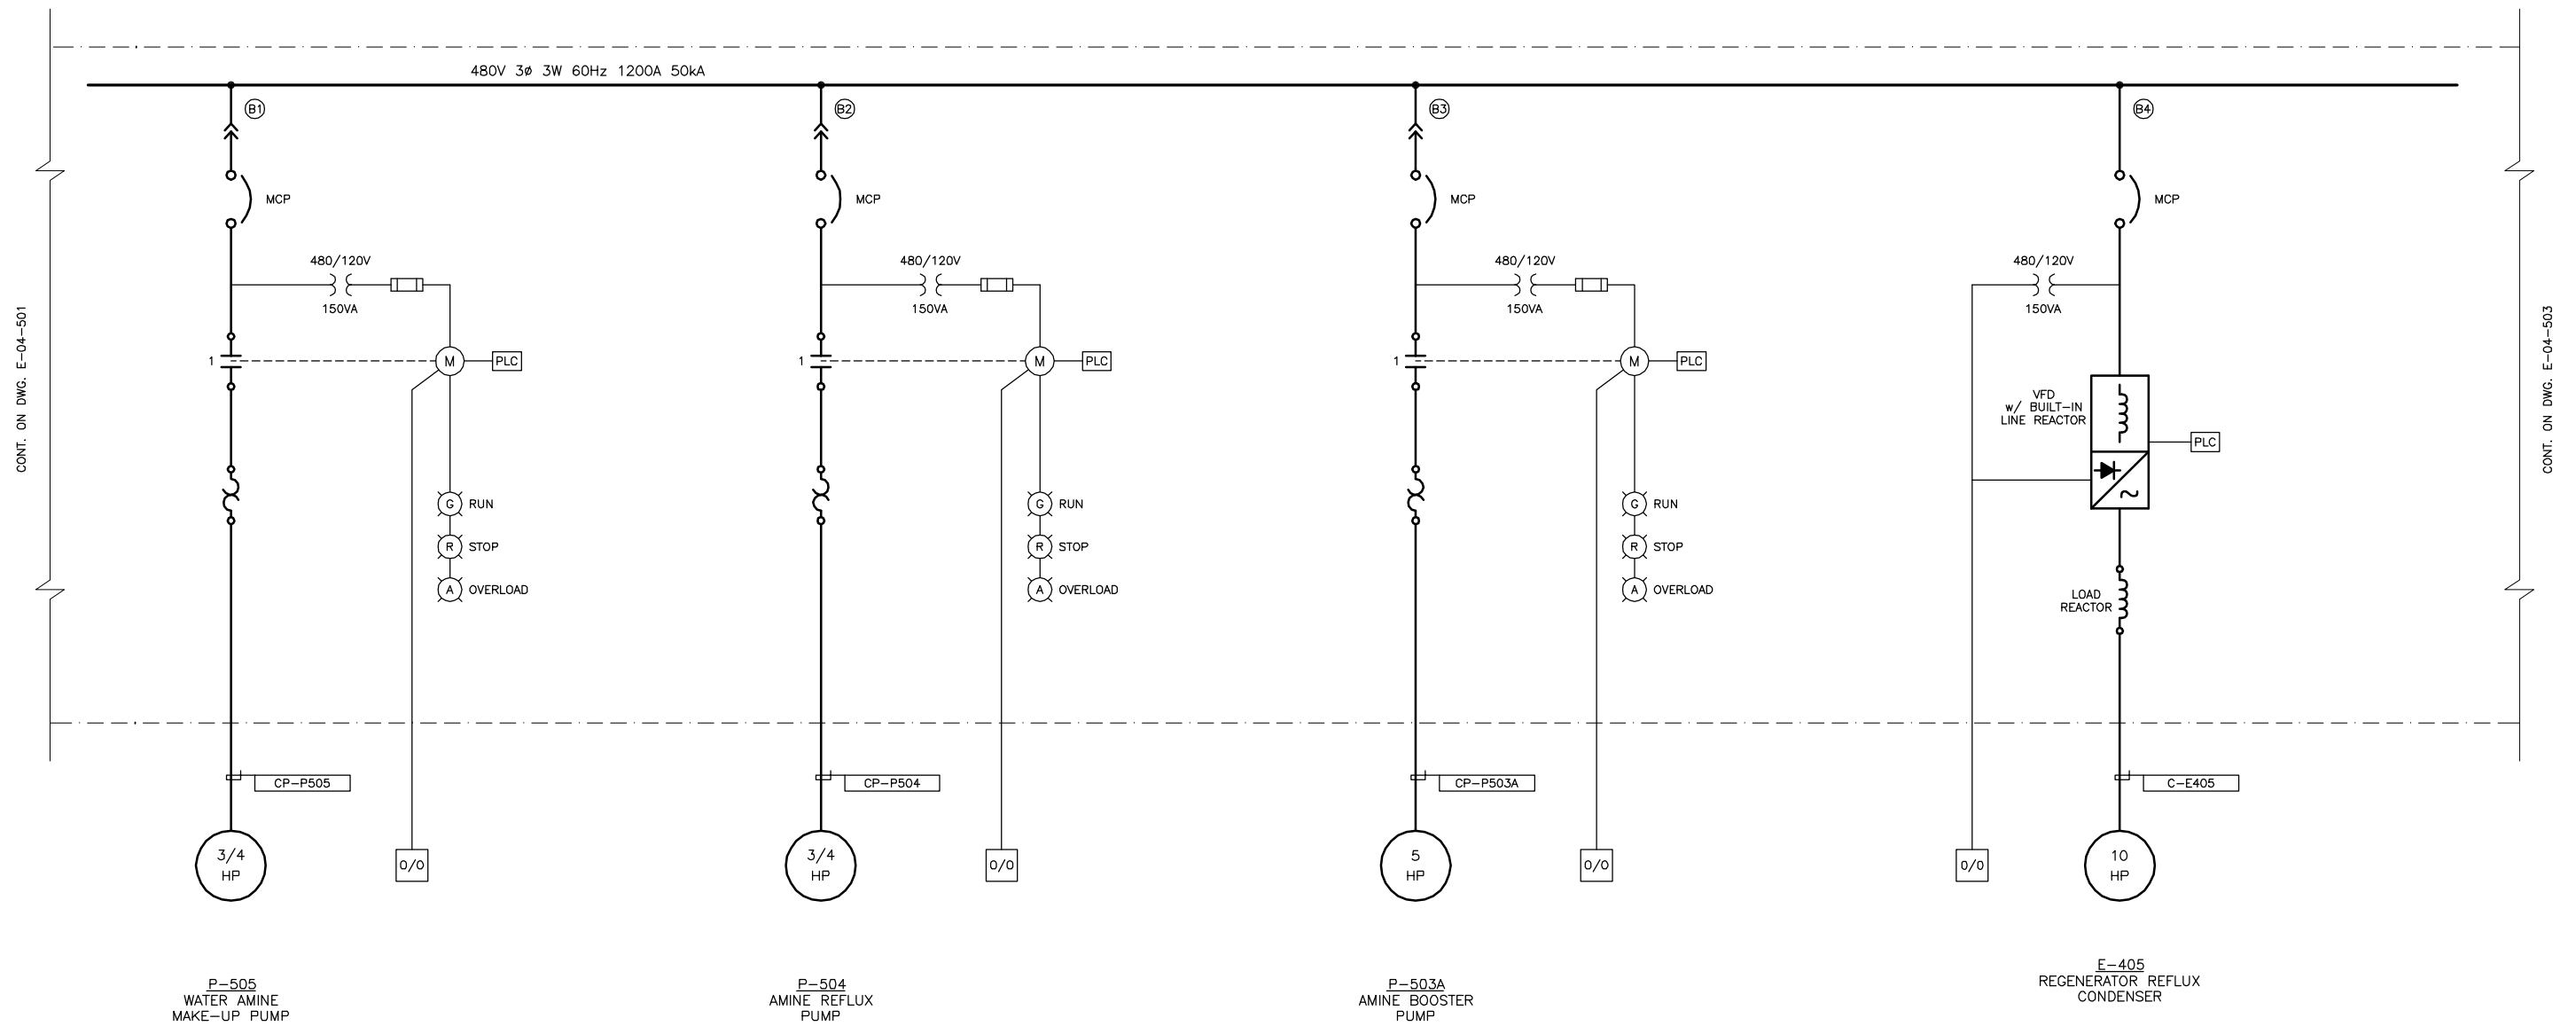 480V 3ø 3W 60Hz 1200A 50kA
B1
B2
B3
B4
MCP
MCP
MCP
MCP
480/120V
150VA
480/120V
150VA
480/120V
150VA
480/120V
150VA
CONT. ON DWG. E-04-501
CONT. ON DWG. E-04-503
1
M
PLC
1
M
PLC
1
M
PLC
VFD
w/ BUILT-IN
LINE REACTOR
PLC
G RUN
R STOP
A OVERLOAD
G RUN
R STOP
A OVERLOAD
G RUN
R STOP
A OVERLOAD
LOAD
REACTOR
CP-P505
CP-P504
CP-P503A
C-E405
3/4
HP
O/O
3/4
HP
O/O
5
HP
O/O
O/O
10
HP
P-505
WATER AMINE
MAKE-UP PUMP
P-504
AMINE REFLUX
PUMP
P-503A
AMINE BOOSTER
PUMP
E-405
REGENERATOR REFLUX
CONDENSER